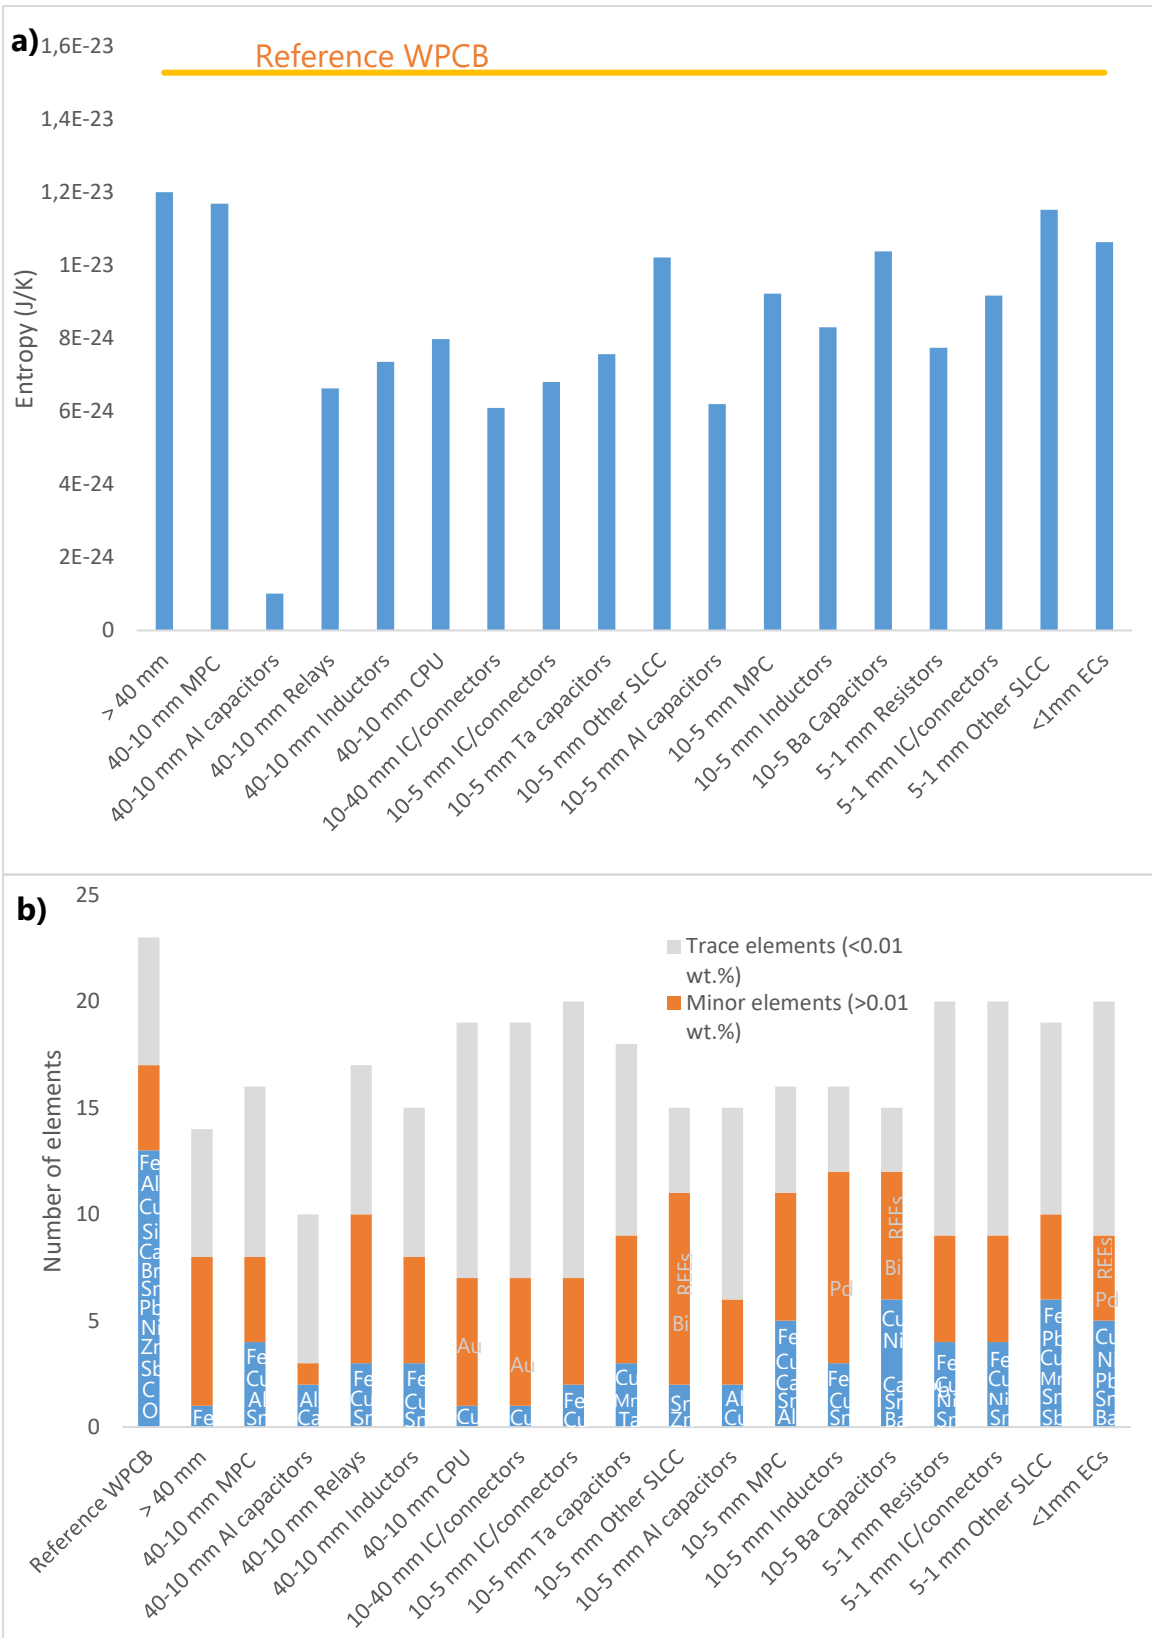 a)
1,6E-23
Reference WPCB
1,4E-23
1,2E-23
1E-23
8E-24
6E-24
4E-24
2E-24
0
Entropy (J/K)
> 40 mm
40-10 mm MPC
40-10 mm Al capacitors
40-10 mm Relays
40-10 mm Inductors
40-10 mm CPU
10-40 mm IC/connectors
10-5 mm IC/connectors
10-5 mm Ta capacitors
10-5 mm Other SLCC
10-5 mm Al capacitors
10-5 mm MPC
10-5 mm Inductors
10-5 Ba Capacitors
5-1 mm Resistors
5-1 mm IC/connectors
5-1 mm Other SLCC
<1mm ECs
b)
25
20
15
10
5
0
Number of elements
Trace elements (<0.01
wt.%)
Minor elements (>0.01
wt.%)
Fe
Al
Cu
Si
Ca
Br
Sn
Pb
Ni
Zn
Sb
C
O
Fe
Fe
Cu
Al
Sn
Al
Ca
Fe
Cu
Sn
Fe
Cu
Sn
Au
Cu
Au
Cu
Fe
Cu
Cu
Mn
Ta
REEs
Bi
Sn
Zn
Al
Cu
Fe
Cu
Ca
Sn
Al
Pd
Fe
Cu
Sn
REEs
Bi
Cu
Ni
Ca
Sn
Ba
Fe
Cu
Ni
Sn
Fe
Cu
Ni
Sn
Fe
Pb
Cu
Mn
Sn
Sb
REEs
Pd
Cu
Ni
Pb
Sn
Ba
Reference WPCB
> 40 mm
40-10 mm MPC
40-10 mm Al capacitors
40-10 mm Relays
40-10 mm Inductors
40-10 mm CPU
10-40 mm IC/connectors
10-5 mm IC/connectors
10-5 mm Ta capacitors
10-5 mm Other SLCC
10-5 mm Al capacitors
10-5 mm MPC
10-5 mm Inductors
10-5 Ba Capacitors
5-1 mm Resistors
5-1 mm IC/connectors
5-1 mm Other SLCC
<1mm ECs